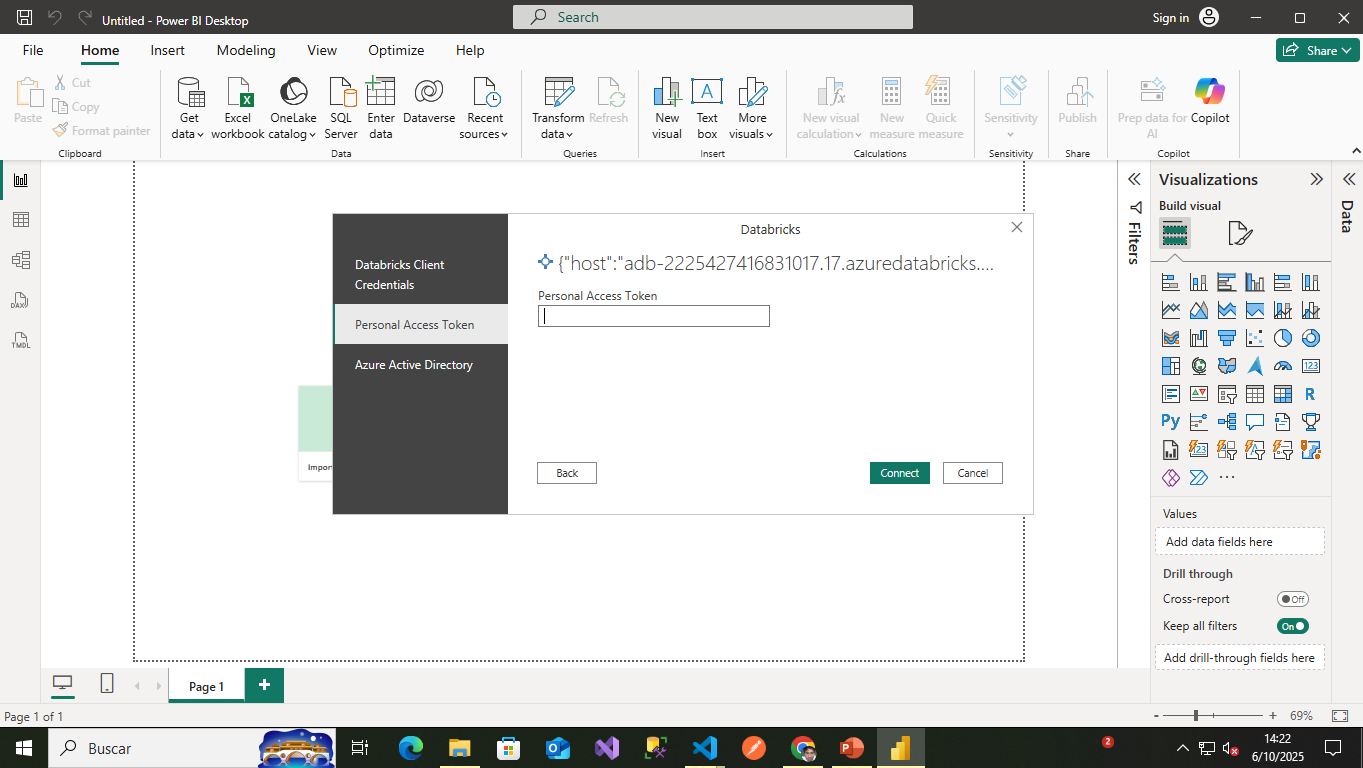 Untitled - Power BI Desktop
Search
Sign in
File
Home
Insert
Modeling
View
Optimize
Help
Share
Paste
Cut
Copy
Format painter
Clipboard
Get data
Excel workbook
OneLake catalog
SQL Server
Enter data
Dataverse
Recent sources
Data
Transform data
Refresh
Queries
New visual
Text box
More visuals
Insert
New visual calculation
New measure
Quick measure
Calculations
Sensitivity
Sensitivity
Publish
Share
Prep data for AI
Copilot
Copilot
DAX
TMDL
Databricks Client
Credentials
Personal Access Token
Azure Active Directory
Databricks
{"host":"adb-2225427416831017.17.azuredatabricks....
Personal Access Token
Back
Connect
Cancel
Import
Filters
Visualizations
Build visual
123
R
Py
123
Values
Add data fields here
Drill through
Cross-report
Off
Keep all filters
On
Add drill-through fields here
Data
Page 1
Page 1 of 1
69%
Buscar
2
14:22
6/10/2025